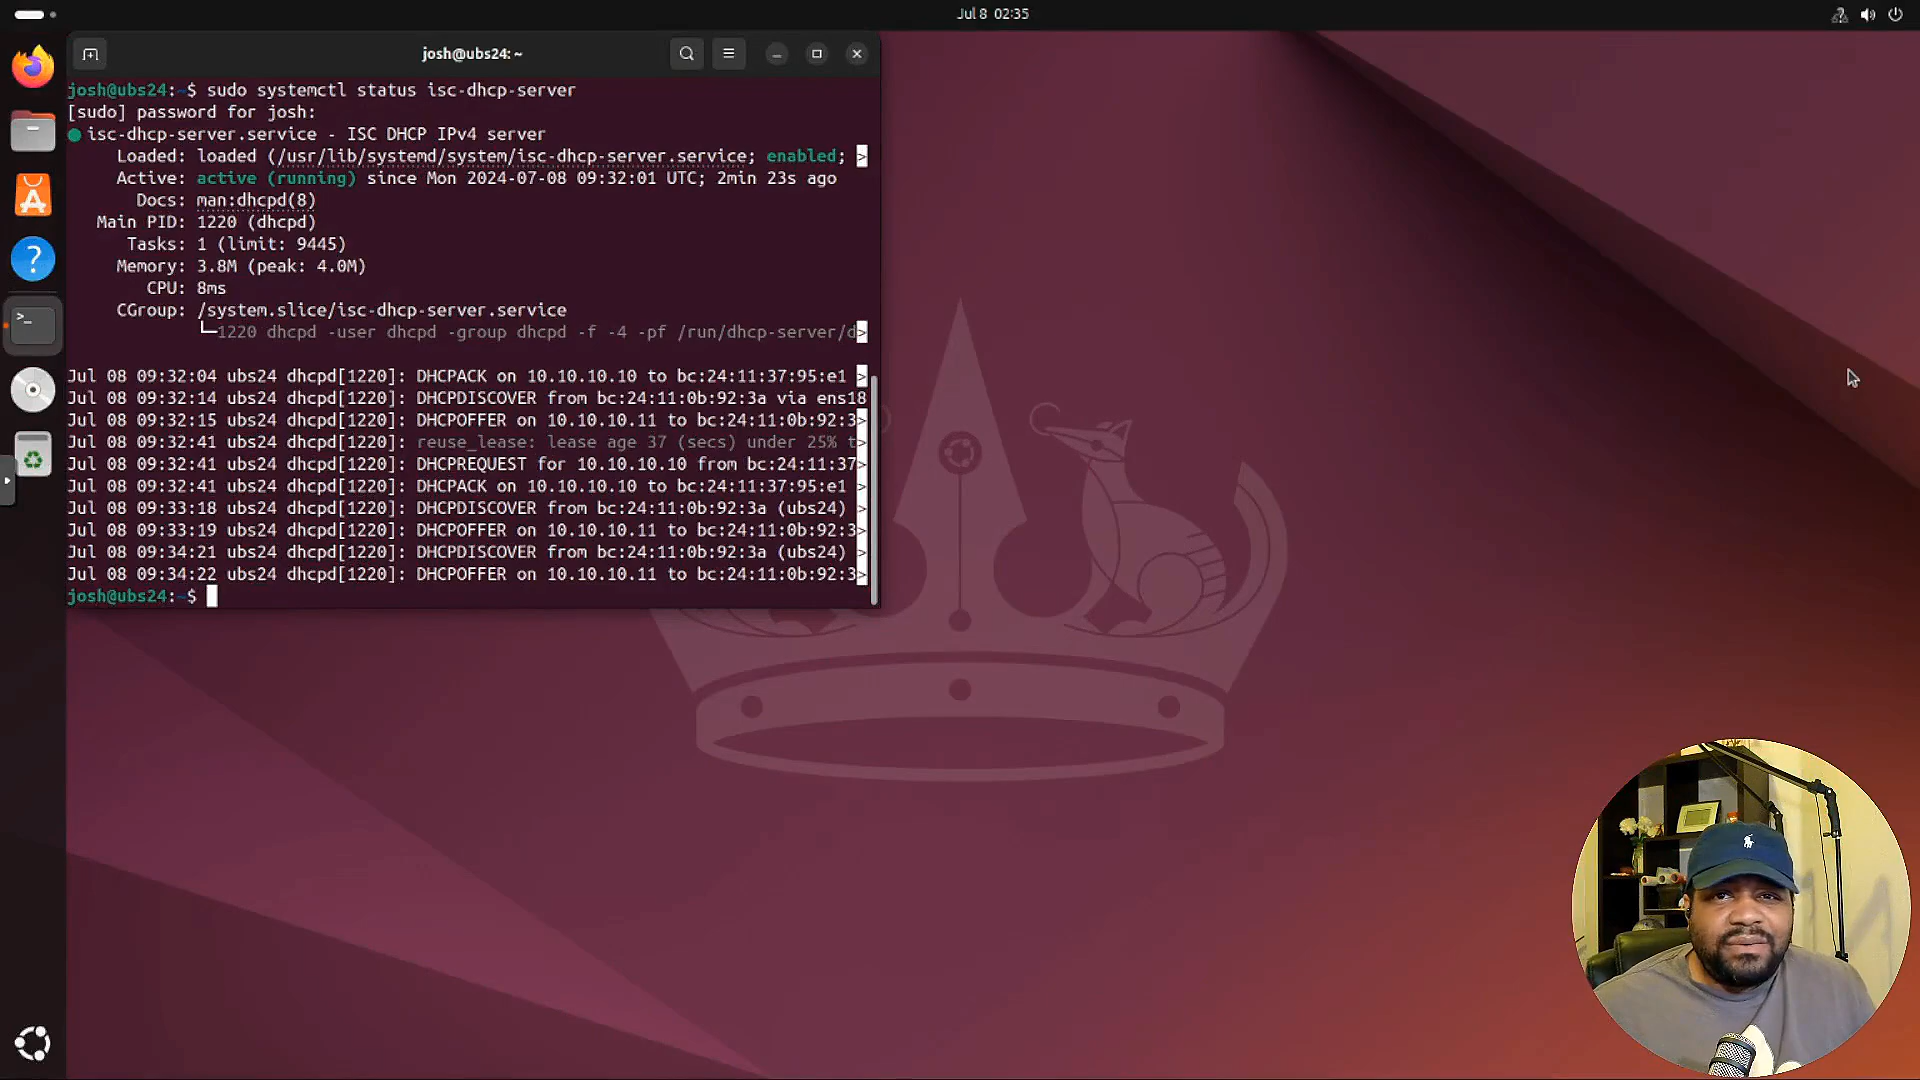 Jul 8 02:35
josh@ubs24: ~
josh@ubs24:~$ sudo systemctl status isc-dhcp-server
[sudo] password for josh:
isc-dhcp-server.service - ISC DHCP IPv4 server
Loaded: loaded (/usr/lib/systemd/system/isc-dhcp-server.service; enabled; >
Active: active (running) since Mon 2024-07-08 09:32:01 UTC; 2min 23s ago
Docs: man:dhcpd(8)
Main PID: 1220 (dhcpd)
Tasks: 1 (limit: 9445)
Memory: 3.8M (peak: 4.0M)
CPU: 8ms
CGroup: /system.slice/isc-dhcp-server.service
└─1220 dhcpd -user dhcpd -group dhcpd -f -4 -pf /run/dhcp-server/d>
Jul 08 09:32:04 ubs24 dhcpd[1220]: DHCPACK on 10.10.10.10 to bc:24:11:37:95:e1 >
Jul 08 09:32:14 ubs24 dhcpd[1220]: DHCPDISCOVER from bc:24:11:0b:92:3a via ens18
Jul 08 09:32:15 ubs24 dhcpd[1220]: DHCPOFFER on 10.10.10.11 to bc:24:11:0b:92:3>
Jul 08 09:32:41 ubs24 dhcpd[1220]: reuse_lease: lease age 37 (secs) under 25% t>
Jul 08 09:32:41 ubs24 dhcpd[1220]: DHCPREQUEST for 10.10.10.10 from bc:24:11:37>
Jul 08 09:32:41 ubs24 dhcpd[1220]: DHCPACK on 10.10.10.10 to bc:24:11:37:95:e1 >
Jul 08 09:33:18 ubs24 dhcpd[1220]: DHCPDISCOVER from bc:24:11:0b:92:3a (ubs24) >
Jul 08 09:33:19 ubs24 dhcpd[1220]: DHCPOFFER on 10.10.10.11 to bc:24:11:0b:92:3>
Jul 08 09:34:21 ubs24 dhcpd[1220]: DHCPDISCOVER from bc:24:11:0b:92:3a (ubs24) >
Jul 08 09:34:22 ubs24 dhcpd[1220]: DHCPOFFER on 10.10.10.11 to bc:24:11:0b:92:3>
josh@ubs24:~$